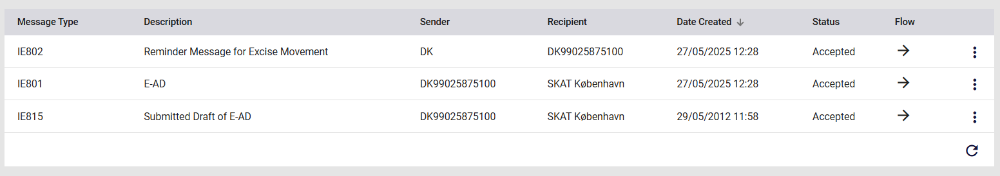 Message Type Description Sender Recipient Date Created Status Flow
IE802 Reminder Message for Excise Movement DK DK99025875100 27/05/2025 12:28 Accepted
IE801 E-AD DK99025875100 SKAT København 27/05/2025 12:28 Accepted
IE815 Submitted Draft of E-AD DK99025875100 SKAT København 29/05/2012 11:58 Accepted